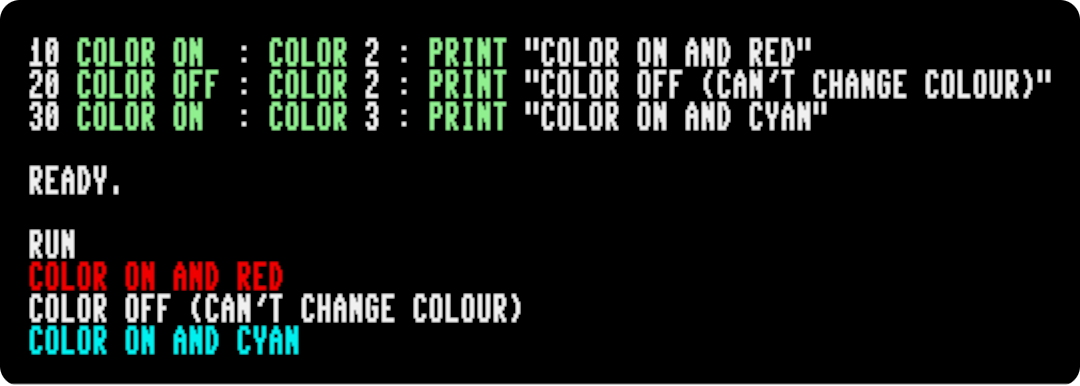 10 COLOR ON  : COLOR 2 : PRINT "COLOR ON AND RED"
20 COLOR OFF : COLOR 2 : PRINT "COLOR OFF (CAN'T CHANGE COLOUR)"
30 COLOR ON  : COLOR 3 : PRINT "COLOR ON AND CYAN"
READY.
RUN
COLOR ON AND RED
COLOR OFF (CAN'T CHANGE COLOUR)
COLOR ON AND CYAN